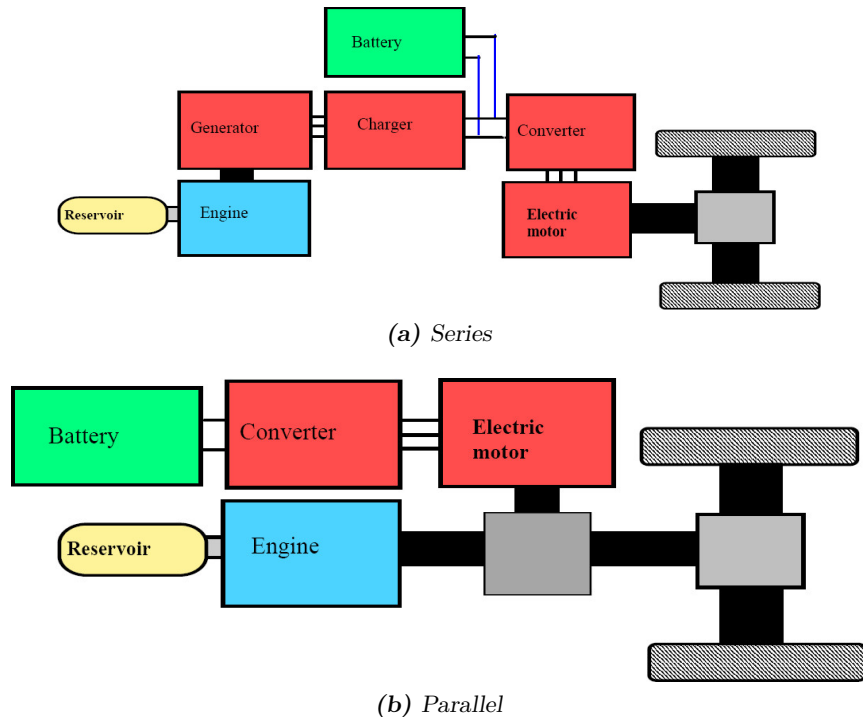 Battery
Generator
Charger
Converter
Reservoir
Engine
Electric
motor
(a) Series
Battery
Converter
Electric
motor
Reservoir
Engine
(b) Parallel